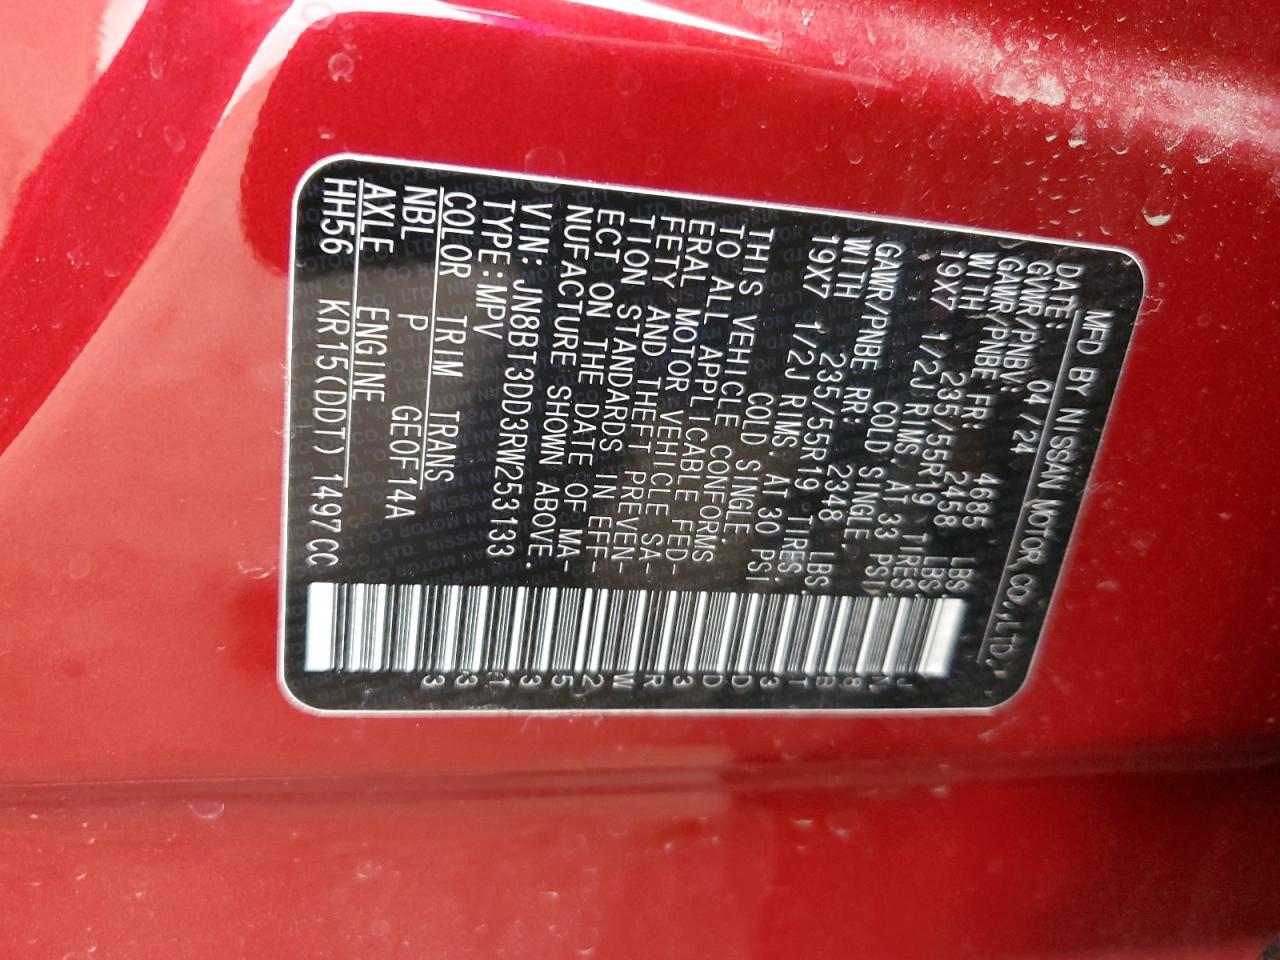 MFD BY NISSAN MOTOR CO.,LTD.
DATE: 04/24
GVWR/PNBV: 4685 LBS.
GAWR/PNBE FR: 2458 LBS.
WITH 235/55R19 TIRES.
19X7 1/2J RIMS. AT 33 PSI.
COLD SINGLE.
GAWR/PNBE RR: 2348 LBS.
WITH 235/55R19 TIRES.
19X7 1/2J RIMS. AT 30 PSI
COLD SINGLE.
THIS VEHICLE CONFORMS
TO ALL APPLICABLE FED-
ERAL MOTOR VEHICLE SA-
FETY AND THEFT PREVEN-
TION STANDARDS IN EFF-
ECT ON THE DATE OF MA-
NUFACTURE SHOWN ABOVE.
VIN: JN8BT3DD3RW253133
TYPE:MPV
COLOR TRIM TRANS
NBL P GE0F14A
AXLE ENGINE
HH56 KR15(DDT)1497CC
JN8BT3DD3RW253133